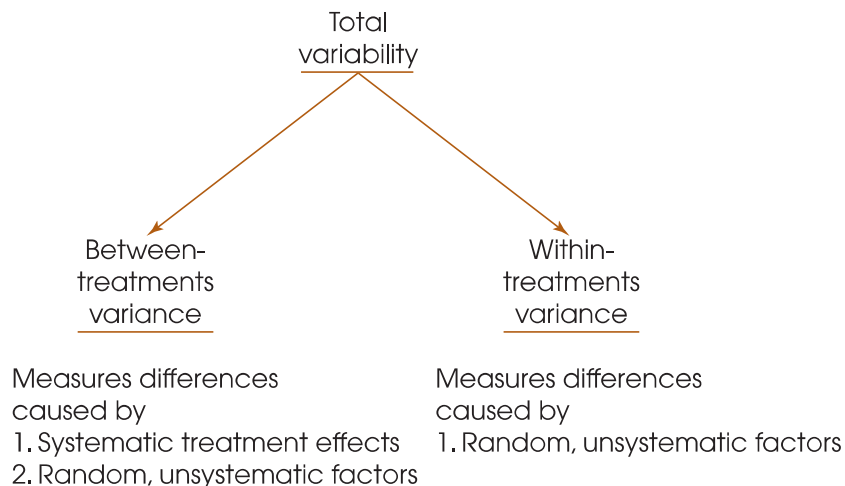 Total
variability
Between-
treatments
variance
Within-
treatments
variance
Measures differences
caused by
1. Systematic treatment effects
2. Random, unsystematic factors
Measures differences
caused by
1. Random, unsystematic factors